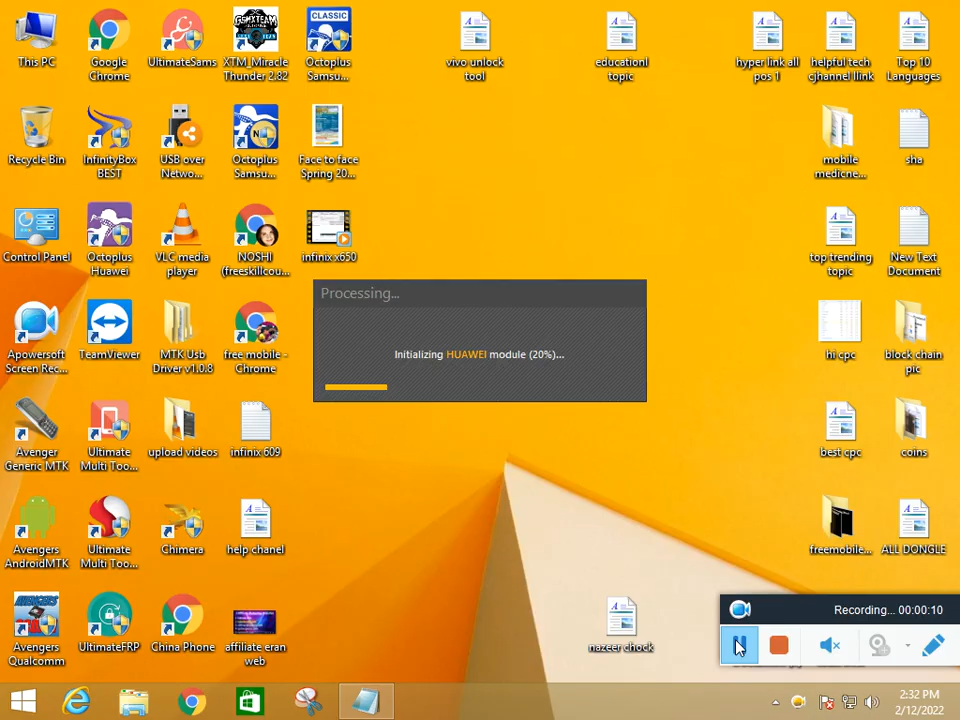 This PC
Google
Chrome
UltimateSams
XTM_Miracle
Thunder 2.82
CLASSIC
Octoplus
Samsu...
vivo unlock
tool
educationl
topic
hyper link all
pos 1
helpful tech
cjhannel llink
Top 10
Languages
Recycle Bin
InfinityBox
BEST
USB over
Netwo...
Octoplus
Samsu...
Face to face
Spring 20...
mobile
medicne...
sha
Control Panel
Octoplus
Huawei
VLC media
player
NOSHI
(freeskillcou...
infinix x650
top trending
topic
New Text
Document
Processing...
Initializing HUAWEI module (20%)...
Apowersoft
Screen Rec...
TeamViewer
MTK Usb
Driver v1.0.8
free mobile -
Chrome
hi cpc
block chain
pic
Avenger
Generic MTK
Ultimate
Multi Too...
upload videos
infinix 609
best cpc
coins
Avengers
AndroidMTK
Ultimate
Multi Too...
Chimera
help chanel
freemobile...
ALL DONGLE
AVENGERS
Avengers
Qualcomm
UltimateFRP
China Phone
affiliate eran
web
nazeer chock
Recording... 00:00:10
2:32 PM
2/12/2022